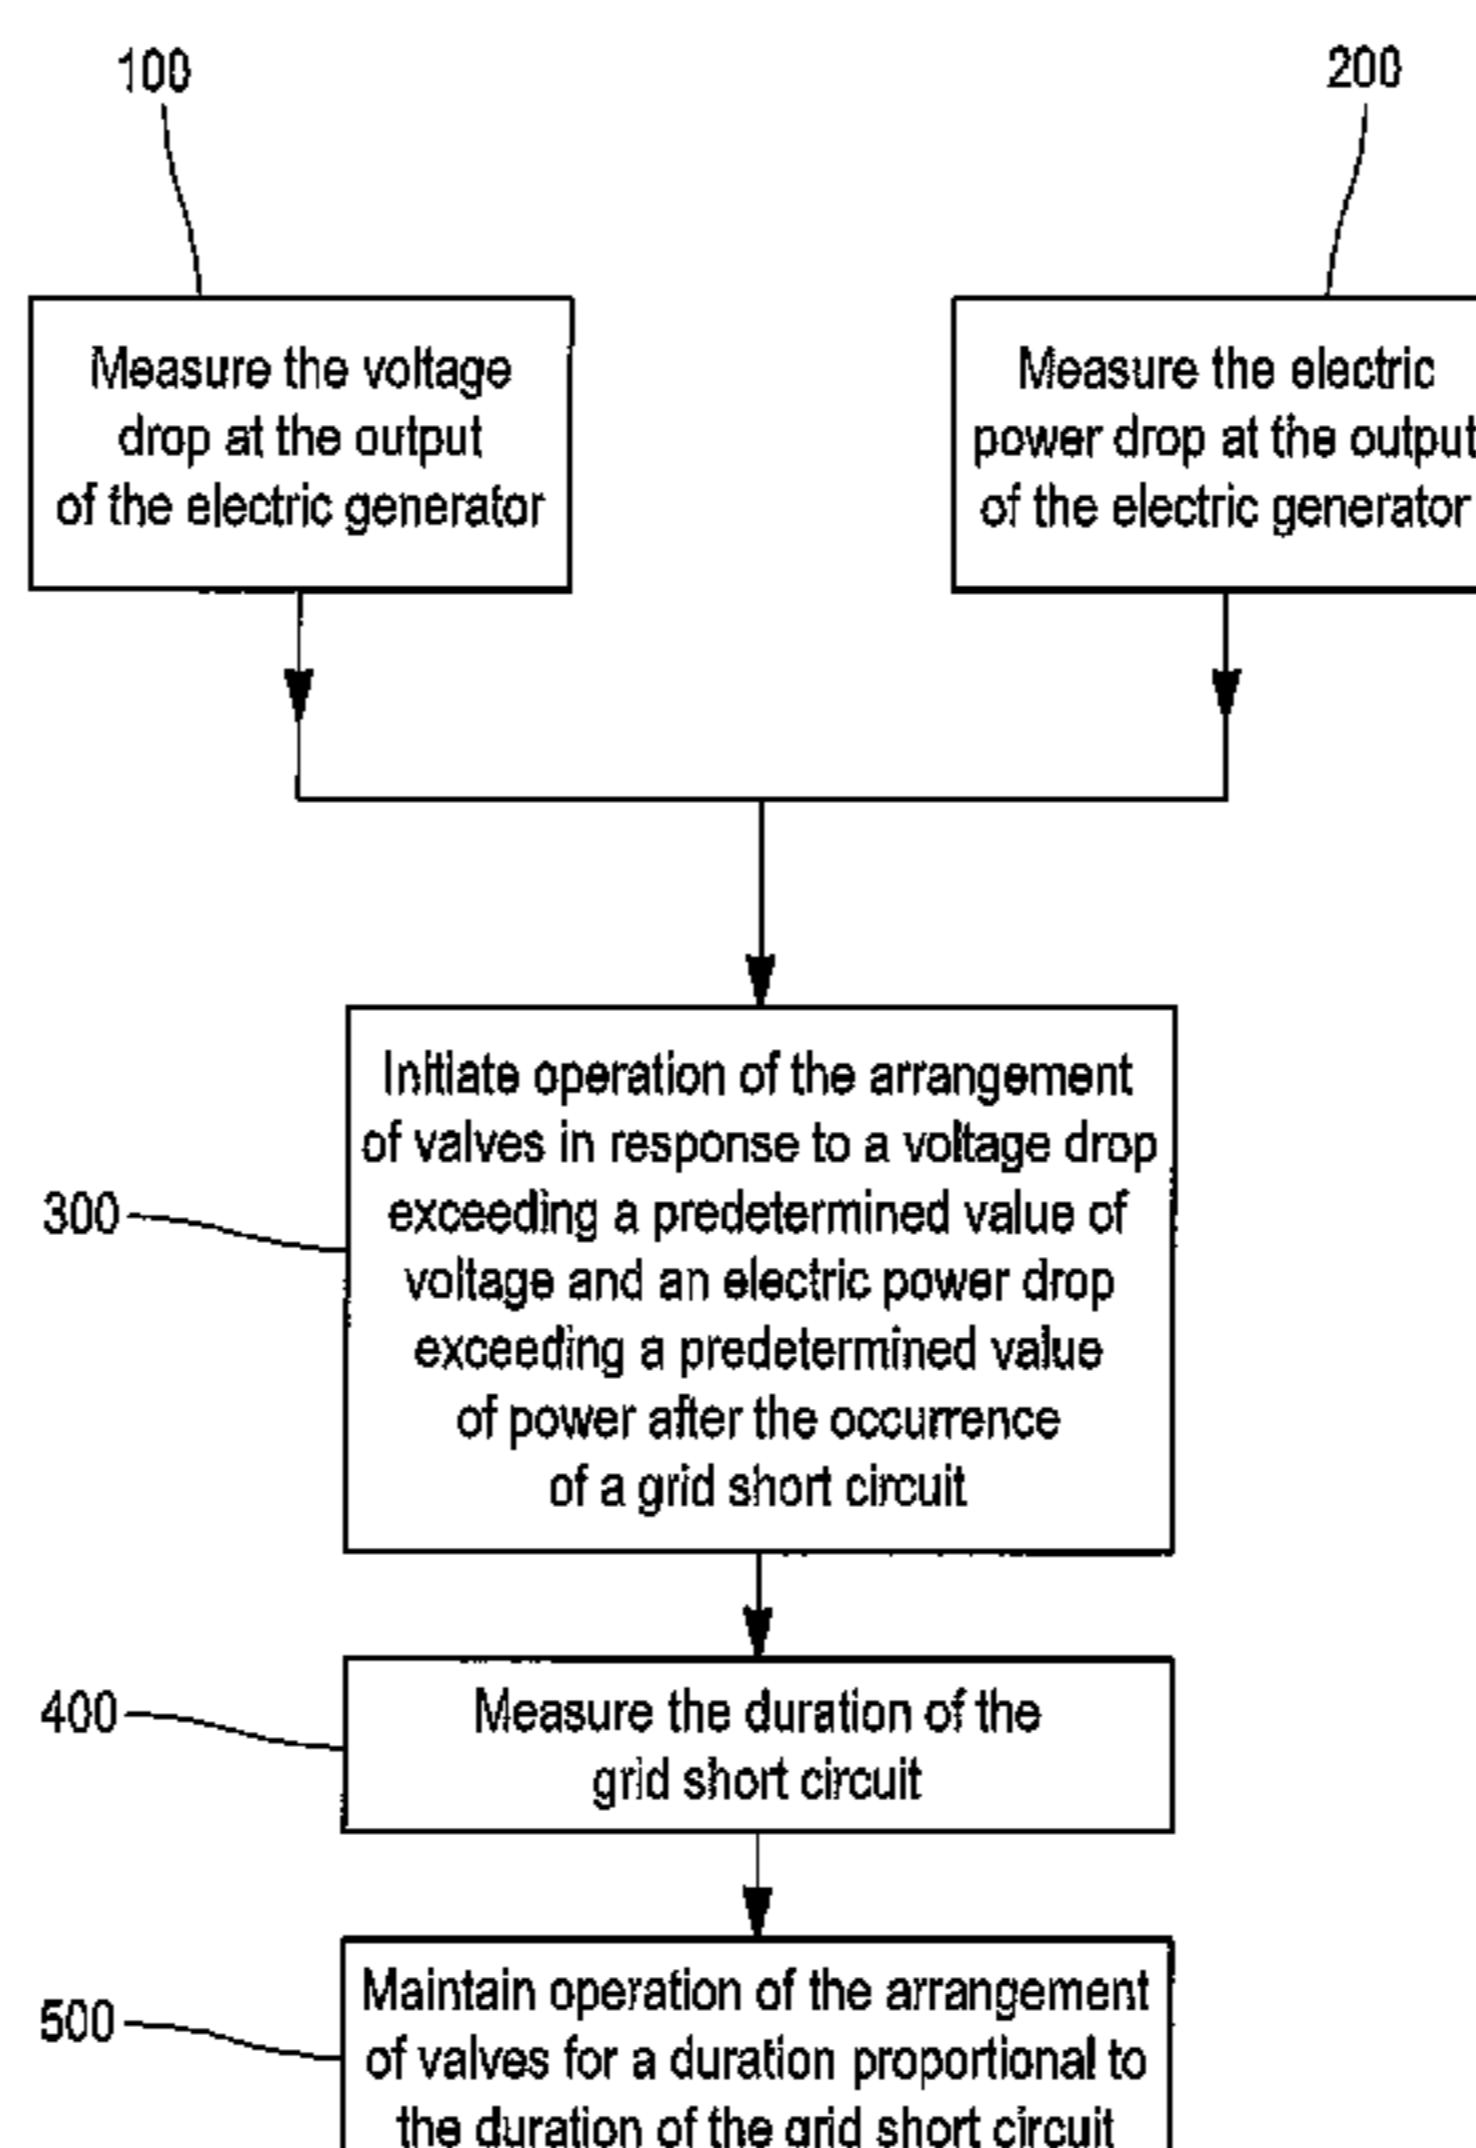 100
200
Measure the voltage
drop at the output
of the electric generator
Measure the electric
power drop at the output
of the electric generator
300
Initiate operation of the arrangement
of valves in response to a voltage drop
exceeding a predetermined value of
voltage and an electric power drop
exceeding a predetermined value
of power after the occurrence
of a grid short circuit
400
Measure the duration of the
grid short circuit
500
Maintain operation of the arrangement
of valves for a duration proportional to
the duration of the grid short circuit